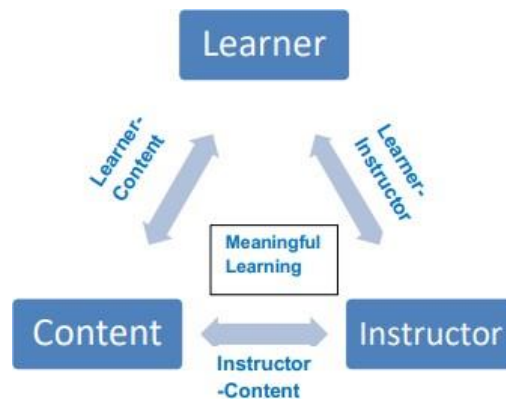 Learner
Learner-
Content
Learner-
Instructor
Meaningful
Learning
Content
Instructor
Instructor
-Content